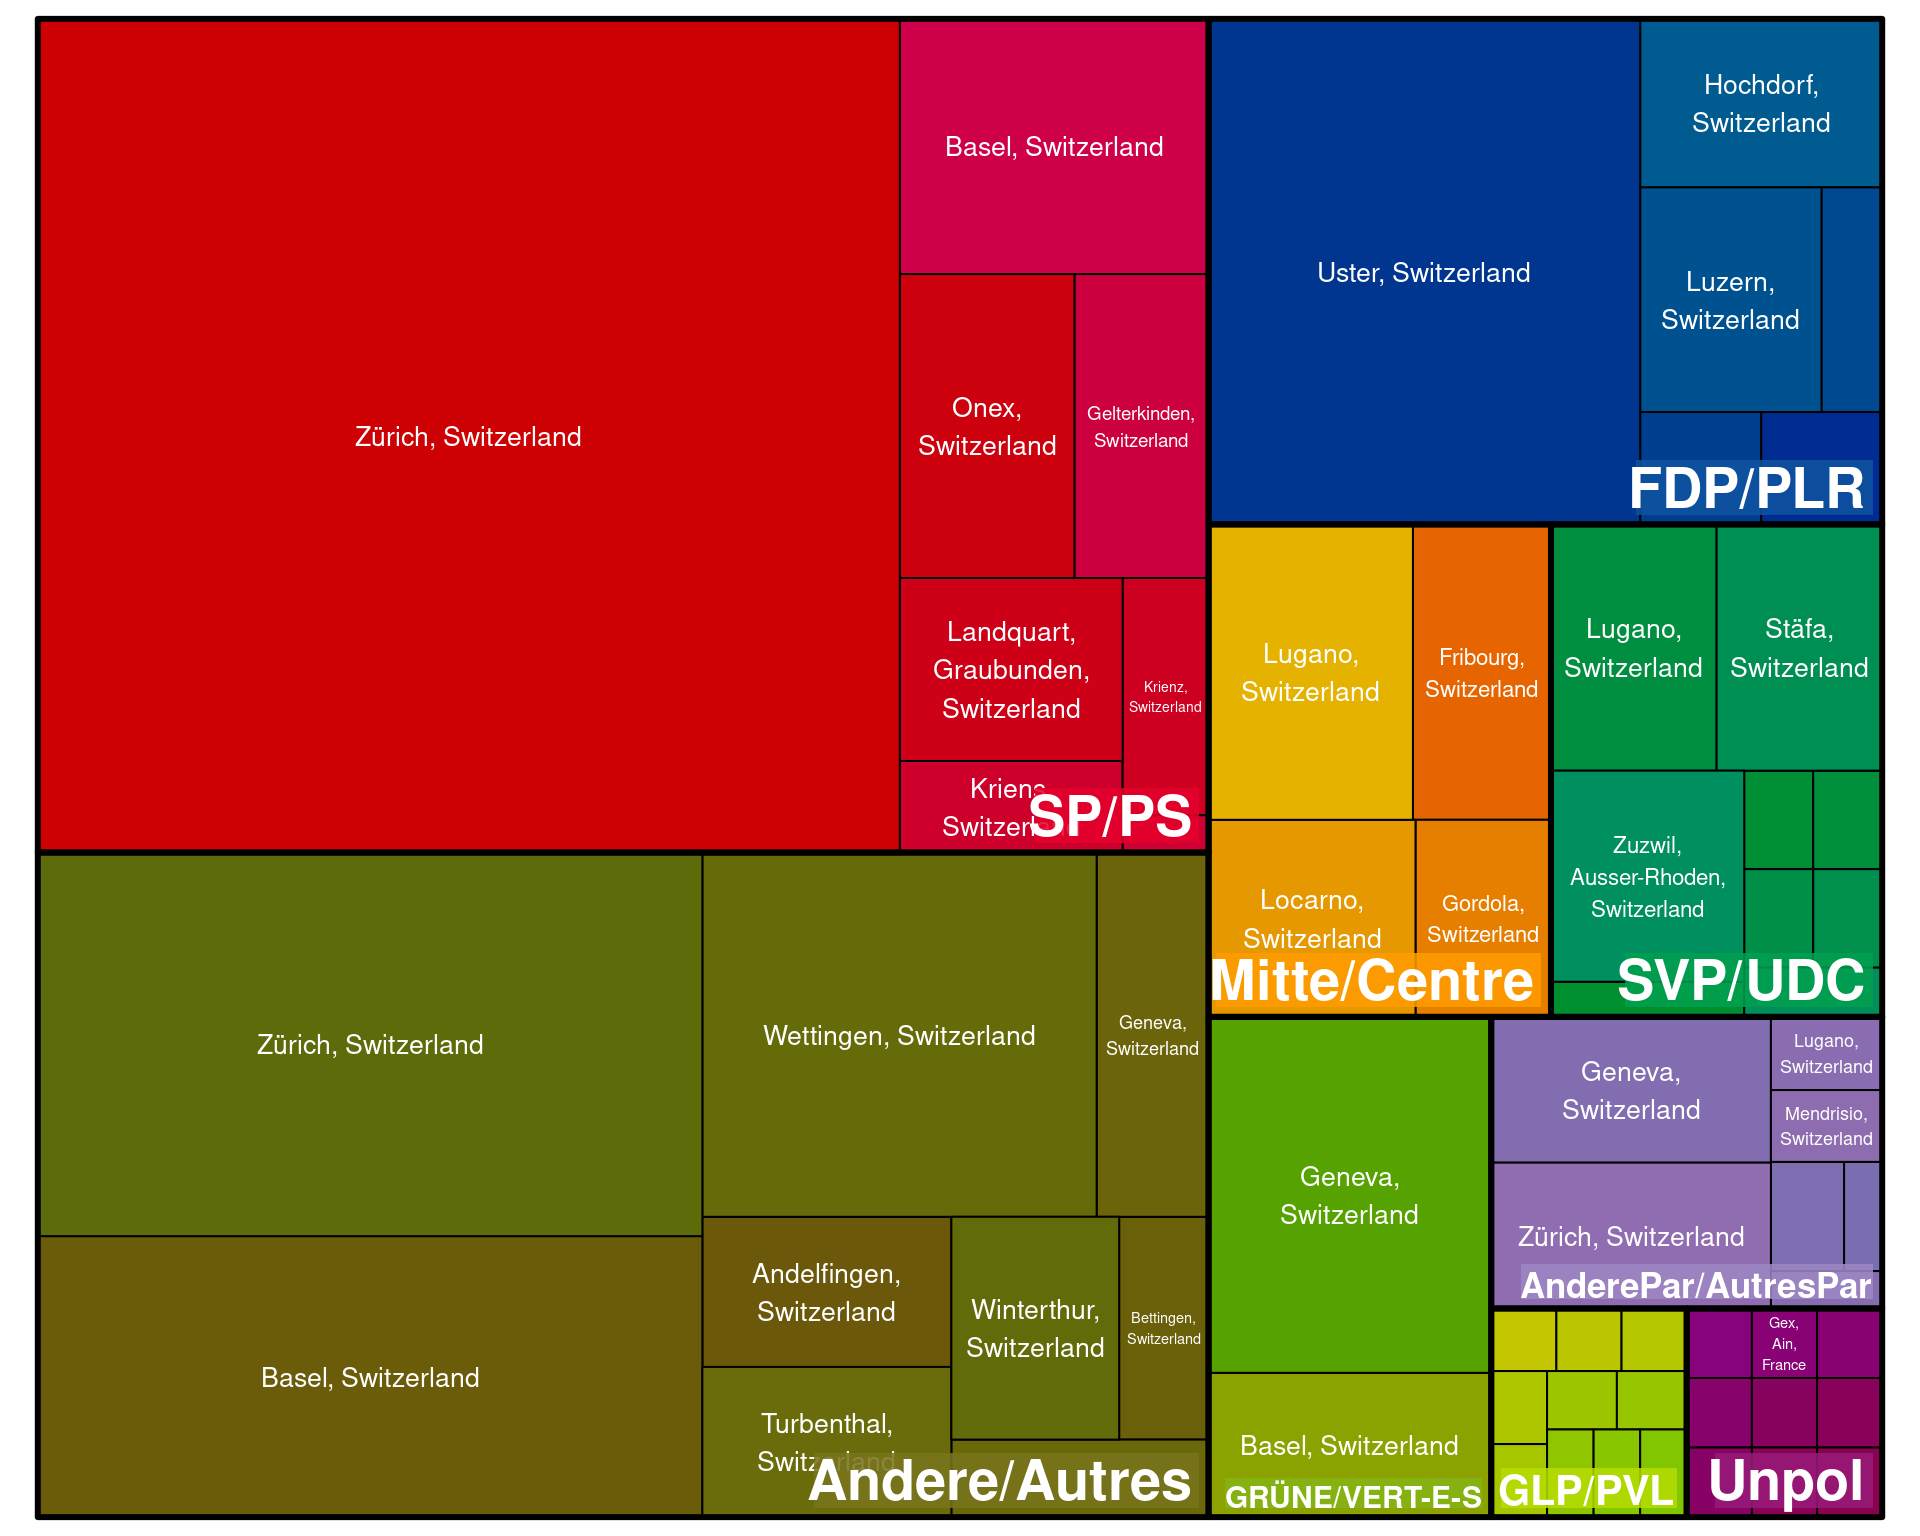 Zürich, Switzerland
Basel, Switzerland
Onex,
Switzerland
Gelterkinden,
Switzerland
Landquart,
Graubunden,
Switzerland
Krienz,
Switzerland
Kriens
Switzerl
SP/PS
Uster, Switzerland
Hochdorf,
Switzerland
Luzern,
Switzerland
FDP/PLR
Lugano,
Switzerland
Fribourg,
Switzerland
Locarno,
Switzerland
Gordola,
Switzerland
Mitte/Centre
Lugano,
Switzerland
Stäfa,
Switzerland
Zuzwil,
Ausser-Rhoden,
Switzerland
SVP/UDC
Zürich, Switzerland
Wettingen, Switzerland
Geneva,
Switzerland
Basel, Switzerland
Andelfingen,
Switzerland
Winterthur,
Switzerland
Bettingen,
Switzerland
Turbenthal,
Switzerland
Andere/Autres
Geneva,
Switzerland
Basel, Switzerland
GRÜNE/VERT-E-S
Geneva,
Switzerland
Lugano,
Switzerland
Mendrisio,
Switzerland
Zürich, Switzerland
AnderePar/AutresPar
GLP/PVL
Gex,
Ain,
France
Unpol